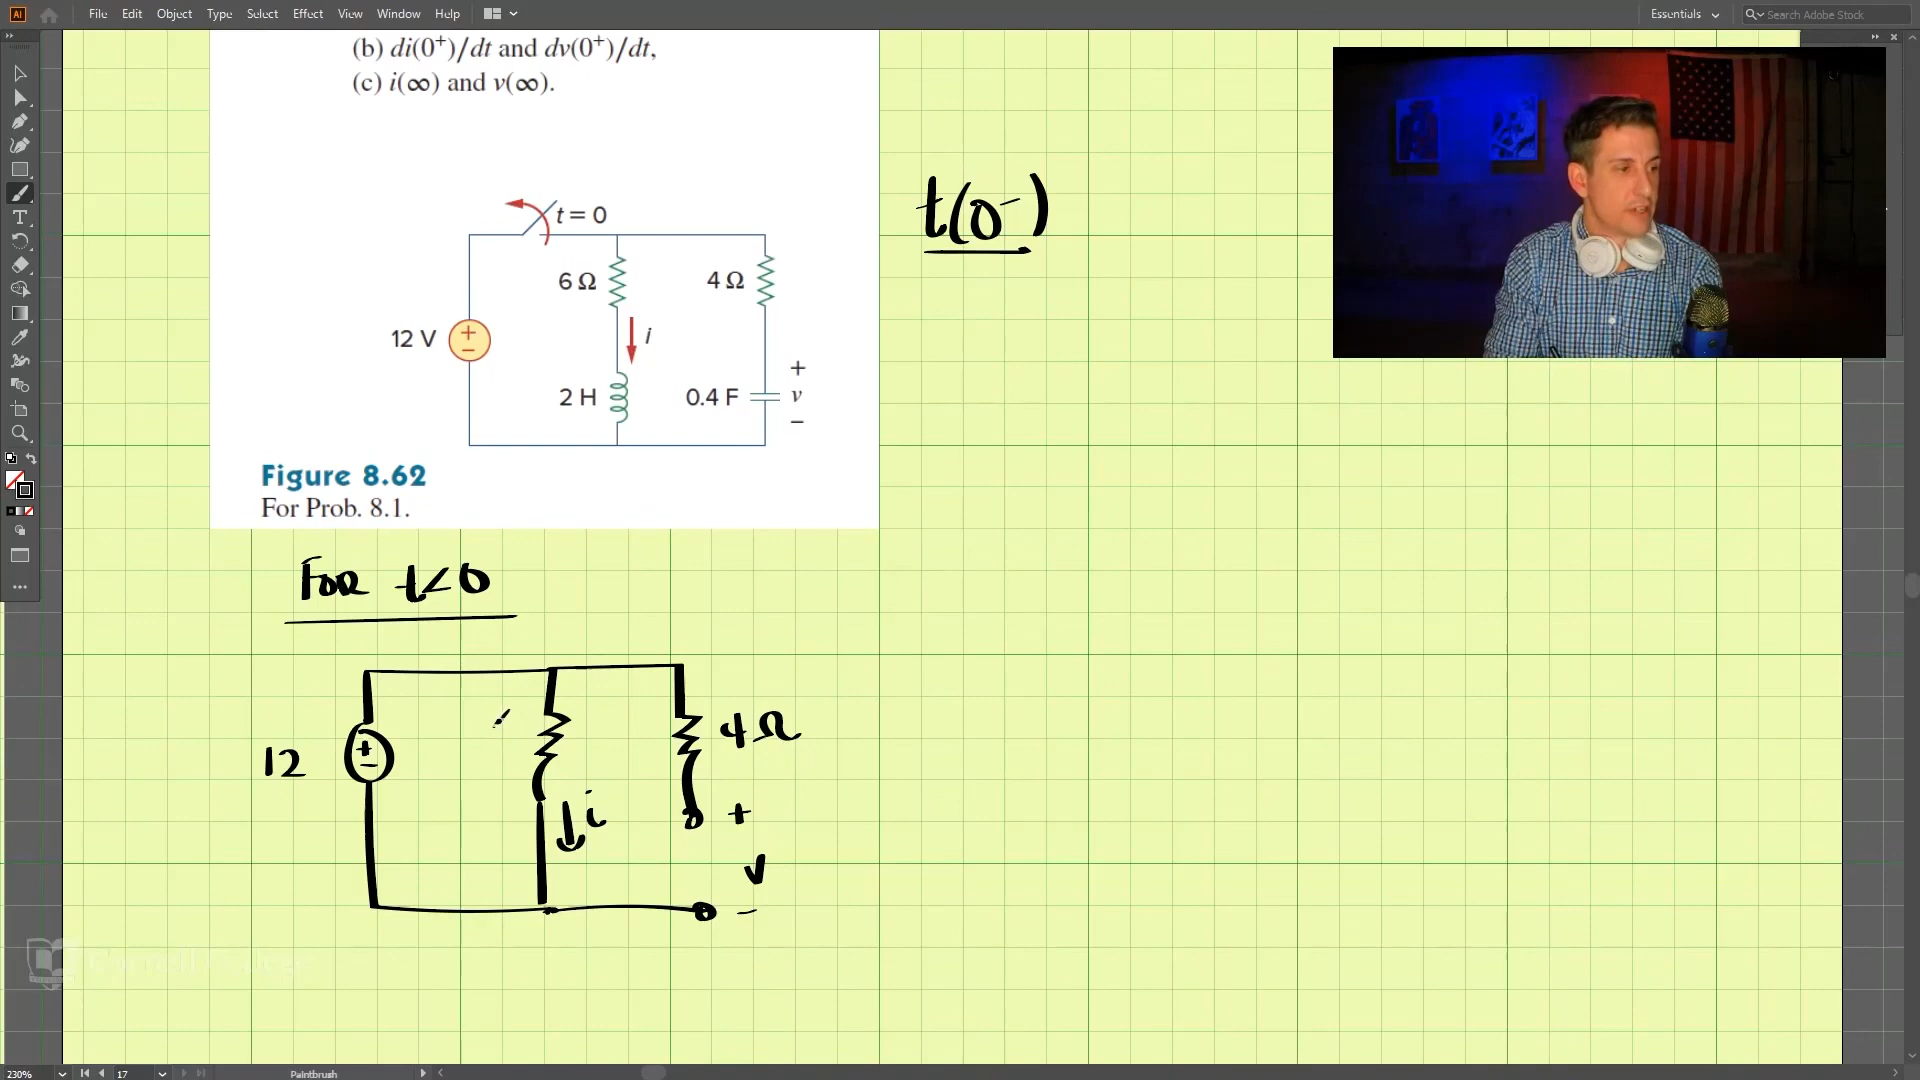 File Edit Object Type Select Effect View Window Help
Essentials
Search Adobe Stock
(b) di(0⁺)/dt and dv(0⁺)/dt,
(c) i(∞) and v(∞).
t(0⁻)
t = 0
6 Ω
4 Ω
12 V
+
−
i
2 H
0.4 F
+
v
−
Figure 8.62
For Prob. 8.1.
For t<0
12
+
−
4Ω
i
+
v
−
230%
17
Paintbrush